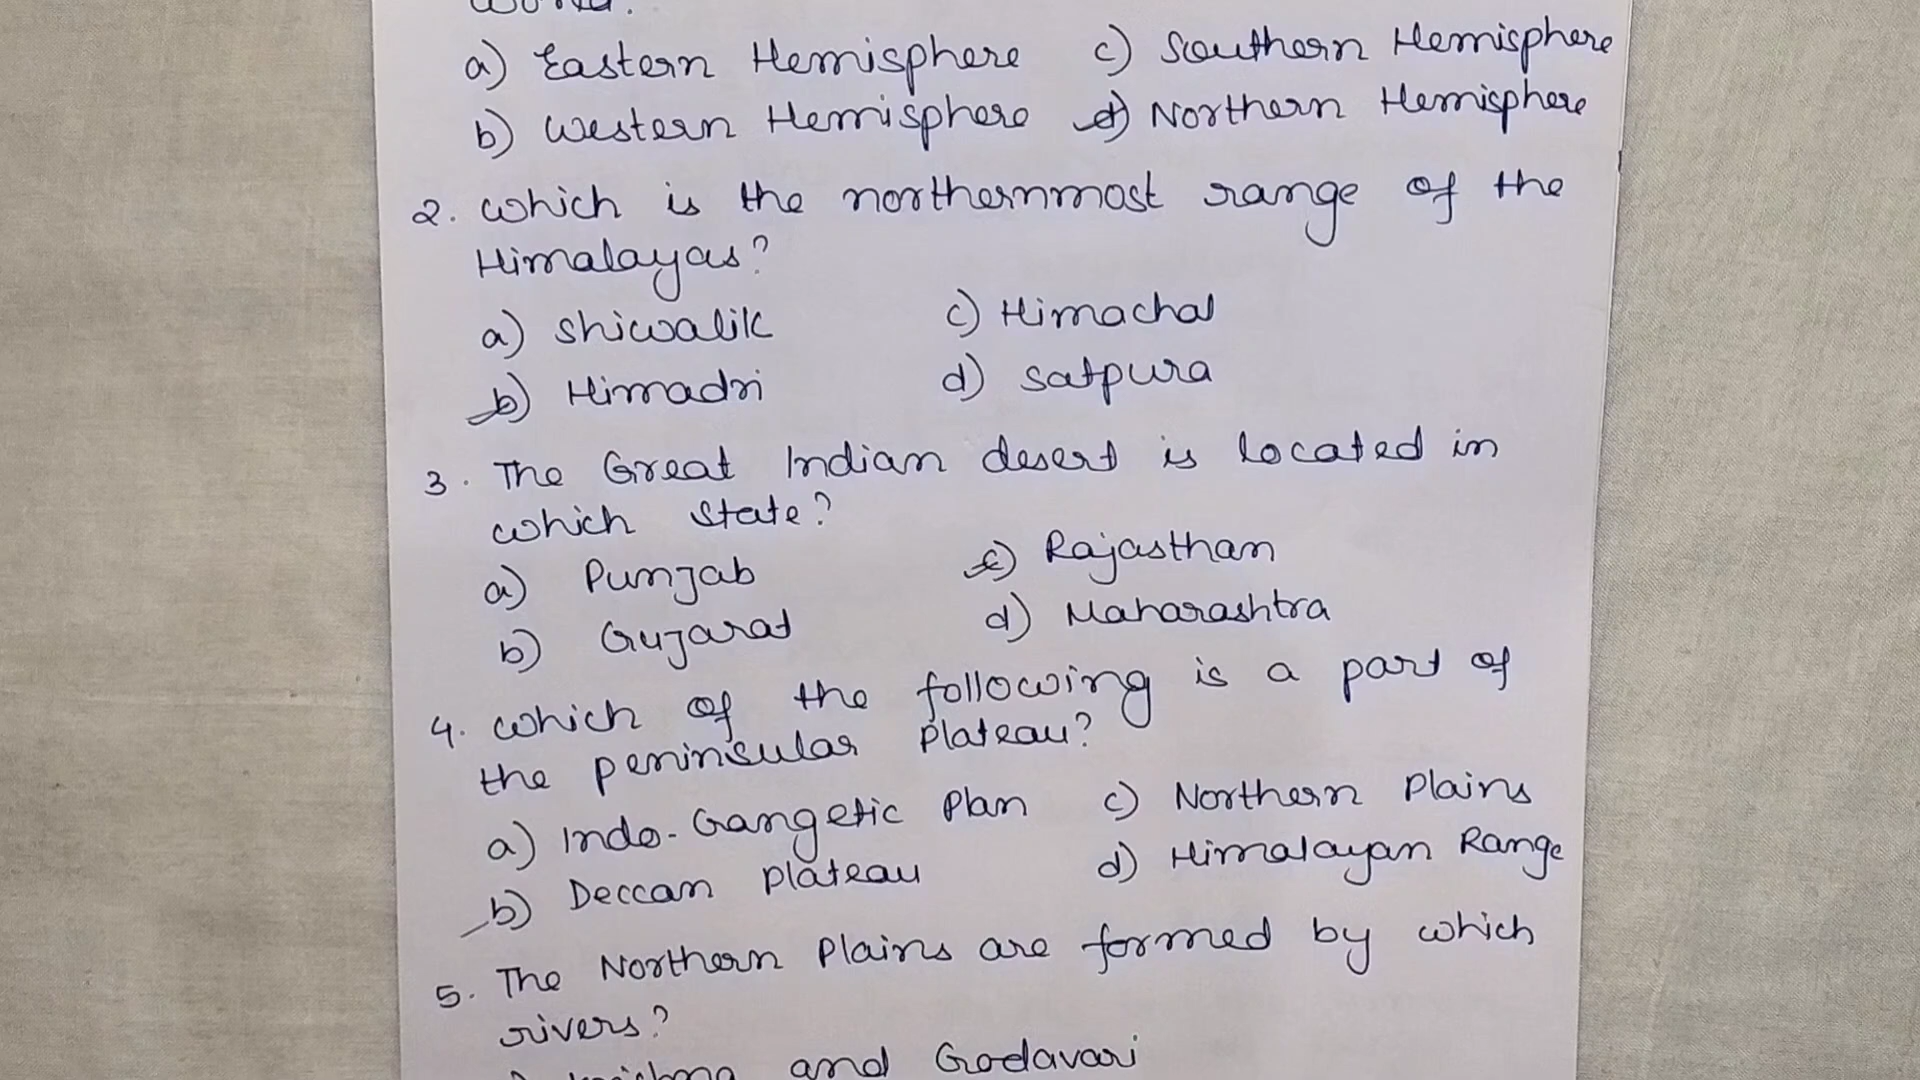 a) Eastern Hemisphere c) Southern Hemisphere
b) Western Hemisphere d) Northern Hemisphere
2. Which is the northernmost range of the
Himalayas?
a) Shiwalik c) Himachal
b) Himadri d) Satpura
3. The Great Indian desert is located in
which state?
a) Punjab c) Rajasthan
b) Gujarat d) Maharashtra
4. Which of the following is a part of
the peninsular plateau?
a) Indo-Gangetic Plan c) Northern Plains
b) Deccan plateau d) Himalayan Range
5. The Northern Plains are formed by which
rivers?
and Godavari